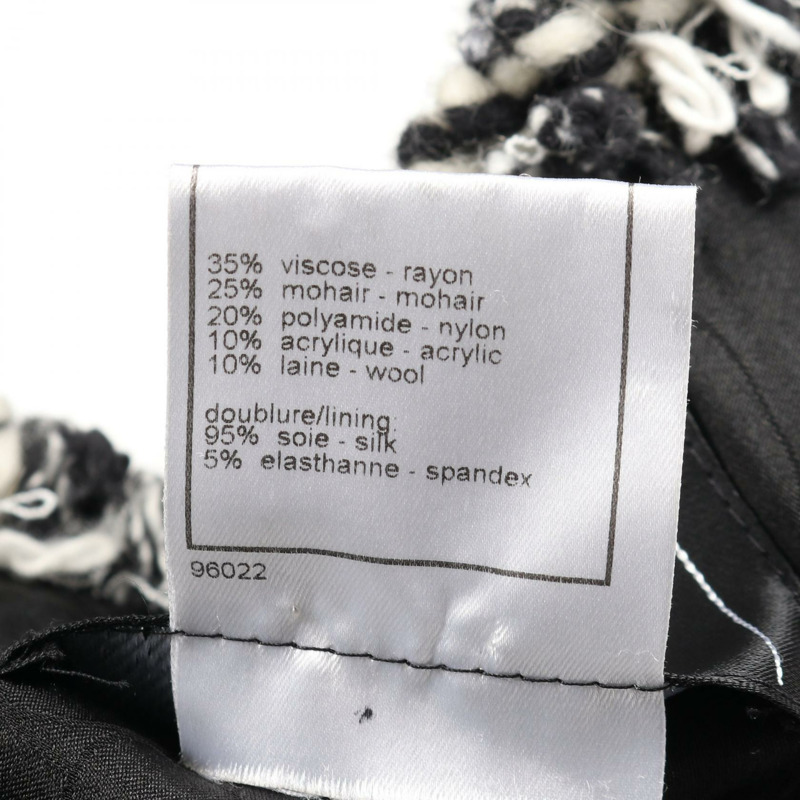 35% viscose - rayon
25% mohair - mohair
20% polyamide - nylon
10% acrylique - acrylic
10% laine - wool
doublure/lining:
95% soie - silk
5% elasthanne - spandex
96022